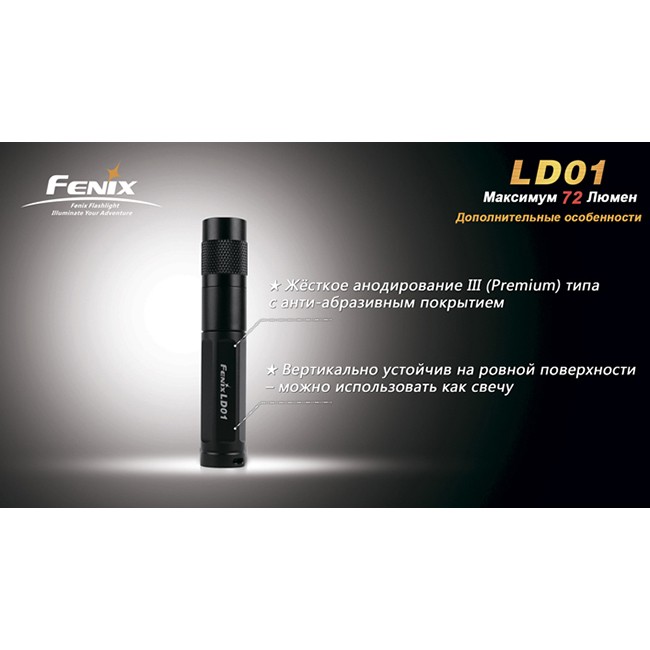 FENIX
Fenix Flashlight
Illuminate Your Adventure
LD01
Максимум 72 Люмен
Дополнительные особенности
★ Жёсткое анодирование III (Premium) типа
с анти-абразивным покрытием
★ Вертикально устойчив на ровной поверхности
– можно использовать как свечу
FENIX LD01